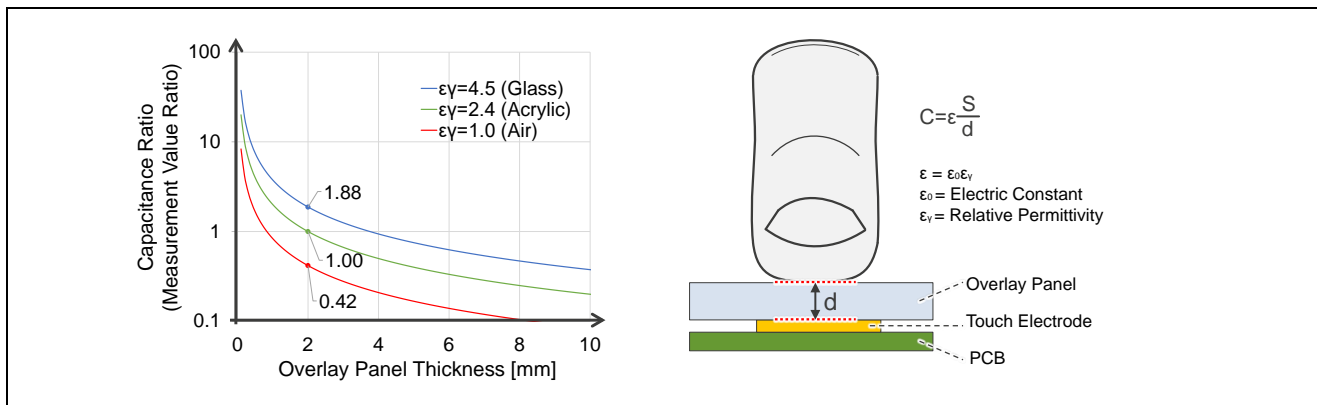 100
10
1
0.1
Capacitance Ratio
(Measurement Value Ratio)
εγ=4.5 (Glass)
εγ=2.4 (Acrylic)
εγ=1.0 (Air)
1.88
1.00
0.42
0 2 4 6 8 10
Overlay Panel Thickness [mm]
C=ε S/d
ε = ε₀εᵧ
ε₀ = Electric Constant
εᵧ = Relative Permittivity
d
Overlay Panel
Touch Electrode
PCB